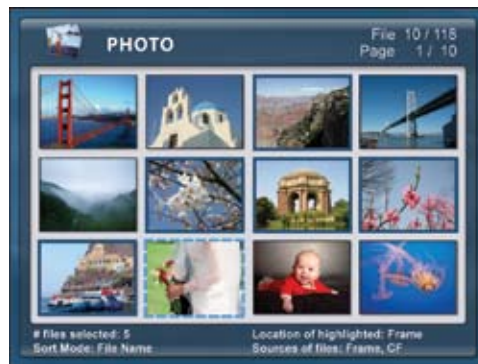 PHOTO
File 10 / 118
Page 1 / 10
# files selected: 5
Location of highlighted: Frame
Sort Mode: File Name
Sources of files: Frame, CF